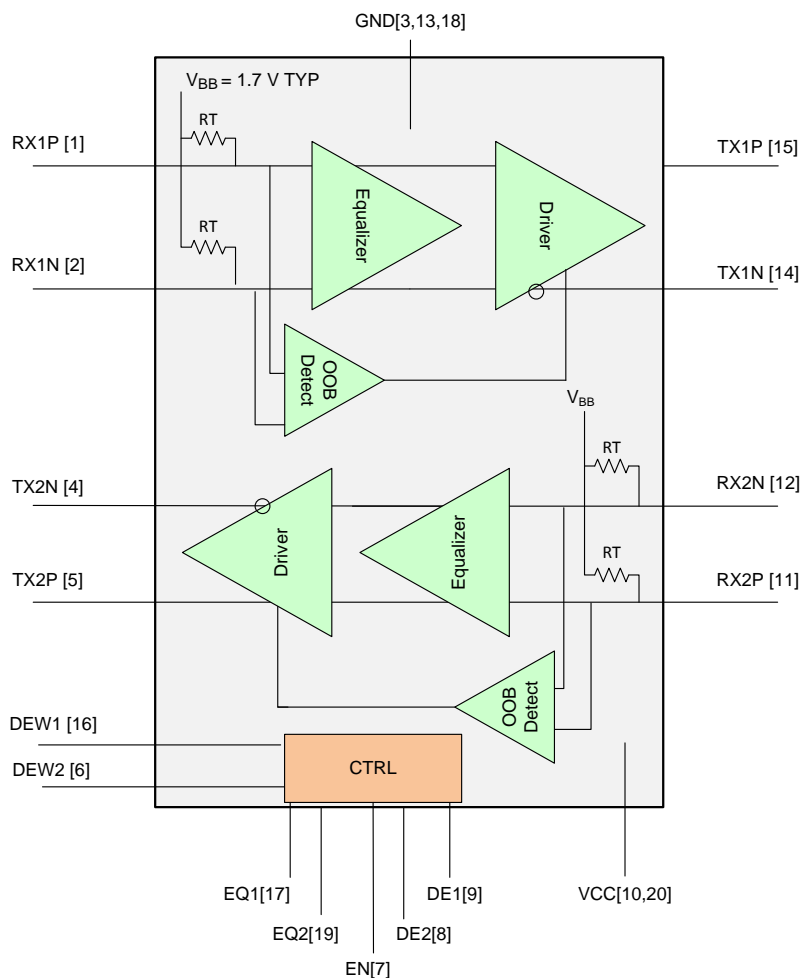 GND[3,13,18]
VBB = 1.7 V TYP
RT
RX1P [1]
TX1P [15]
Equalizer
Driver
RT
RX1N [2]
TX1N [14]
OOB
Detect
VBB
RT
TX2N [4]
RX2N [12]
Driver
Equalizer
RT
TX2P [5]
RX2P [11]
OOB
Detect
DEW1 [16]
DEW2 [6]
CTRL
EQ1[17]
DE1[9]
VCC[10,20]
EQ2[19]
DE2[8]
EN[7]